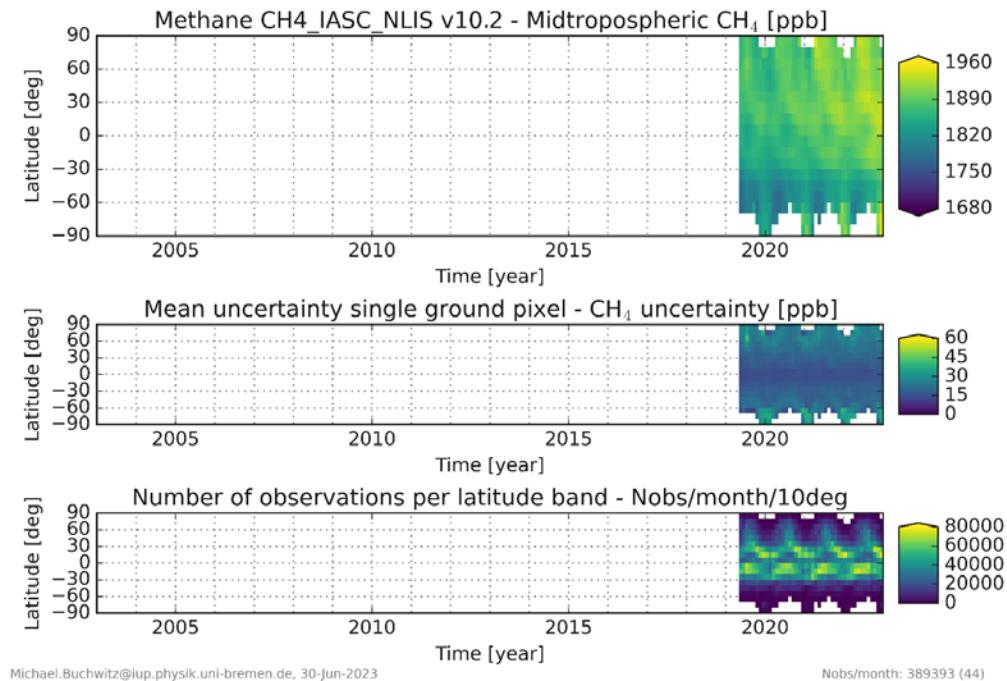 Methane CH4_IASC_NLIS v10.2 - Midtropospheric CH₄ [ppb]
Latitude [deg]
90
60
30
0
−30
−60
−90
2005 2010 2015 2020
Time [year]
1960
1890
1820
1750
1680
Mean uncertainty single ground pixel - CH₄ uncertainty [ppb]
Latitude [deg]
90
60
30
0
−30
−60
−90
2005 2010 2015 2020
Time [year]
60
45
30
15
0
Number of observations per latitude band - Nobs/month/10deg
Latitude [deg]
90
60
30
0
−30
−60
−90
2005 2010 2015 2020
Time [year]
80000
60000
40000
20000
0
Michael.Buchwitz@iup.physik.uni-bremen.de, 30-Jun-2023
Nobs/month: 389393 (44)